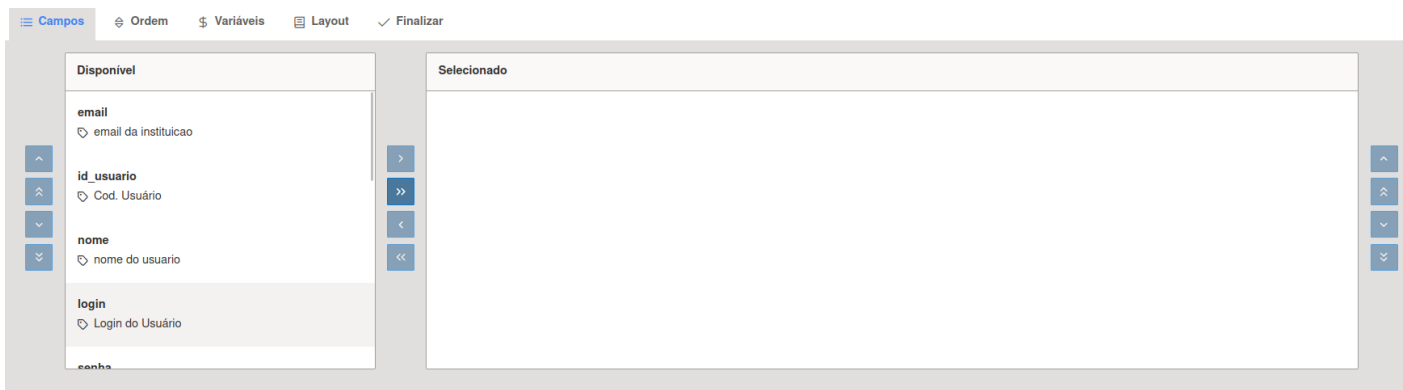 Campos Ordem $ Variáveis Layout Finalizar
Disponível
Selecionado
email
email da instituicao
id_usuario
Cod. Usuário
nome
nome do usuario
login
Login do Usuário
senha